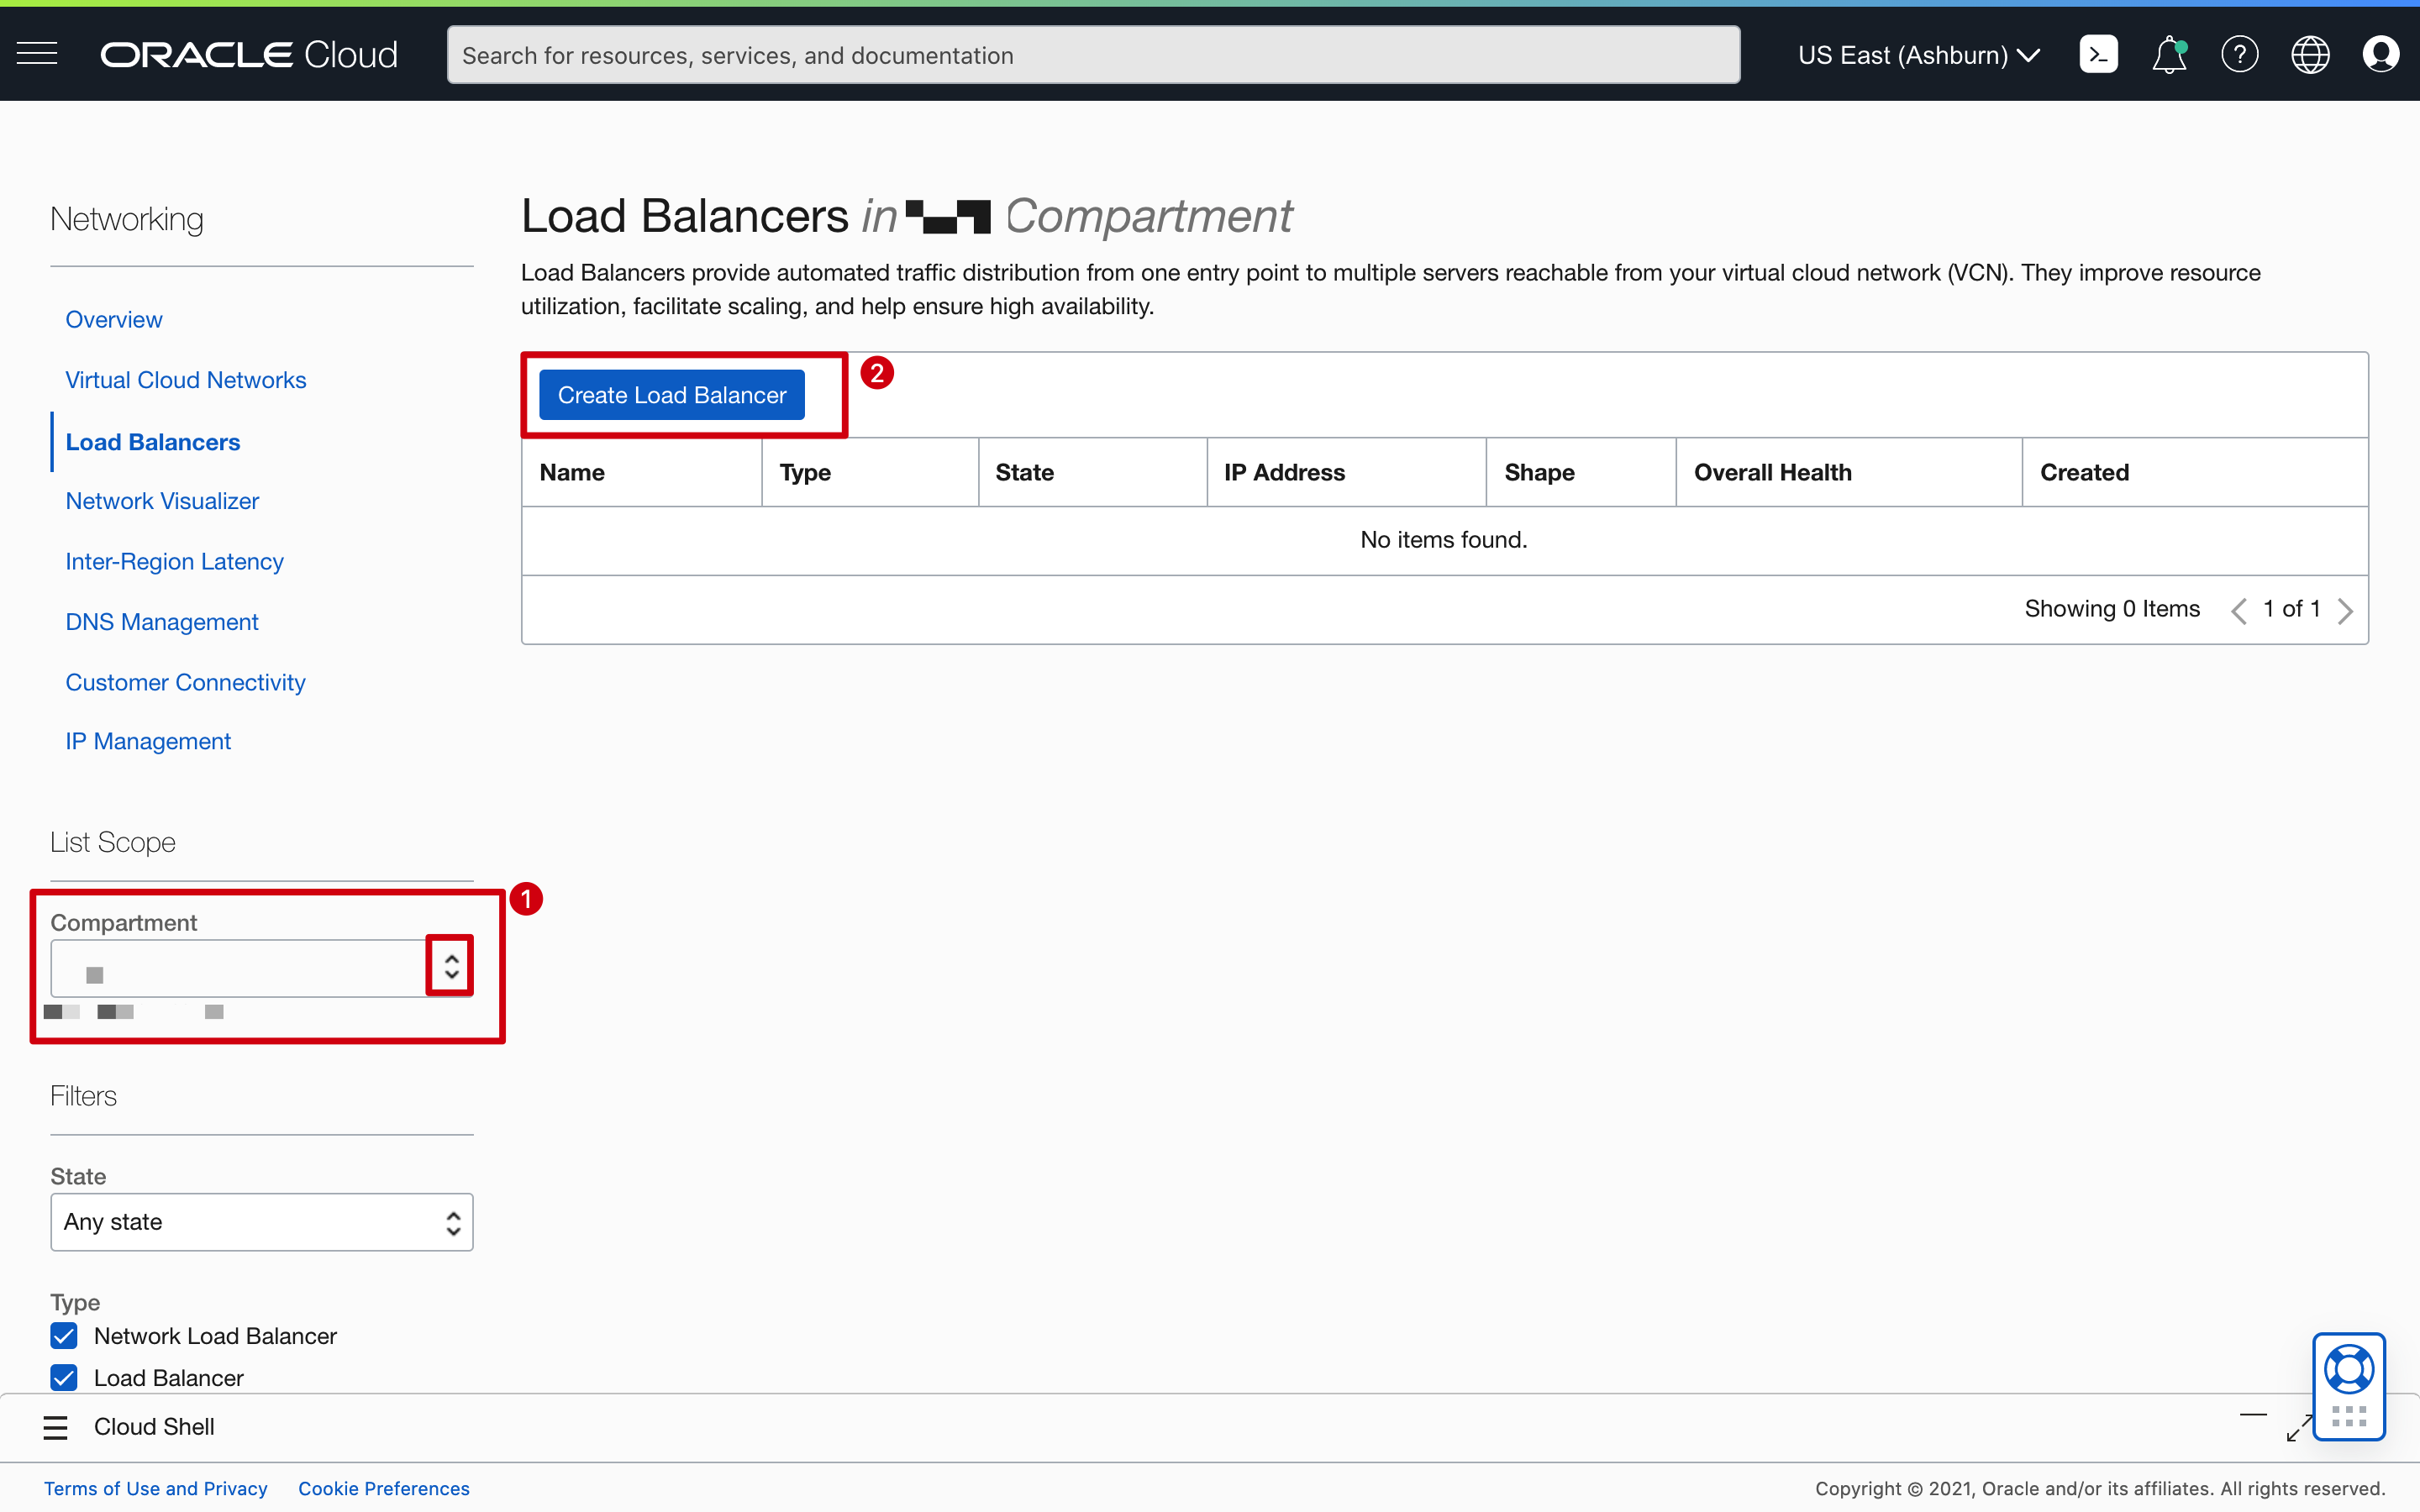 ORACLE Cloud
Search for resources, services, and documentation
US East (Ashburn)
Networking
Overview
Virtual Cloud Networks
Load Balancers
Network Visualizer
Inter-Region Latency
DNS Management
Customer Connectivity
IP Management
List Scope
1
Compartment
Filters
State
Any state
Type
Network Load Balancer
Load Balancer
Load Balancers in Compartment
Load Balancers provide automated traffic distribution from one entry point to multiple servers reachable from your virtual cloud network (VCN). They improve resource
utilization, facilitate scaling, and help ensure high availability.
Create Load Balancer
2
Name Type State IP Address Shape Overall Health Created
No items found.
Showing 0 Items 1 of 1
Cloud Shell
Terms of Use and Privacy Cookie Preferences
Copyright © 2021, Oracle and/or its affiliates. All rights reserved.